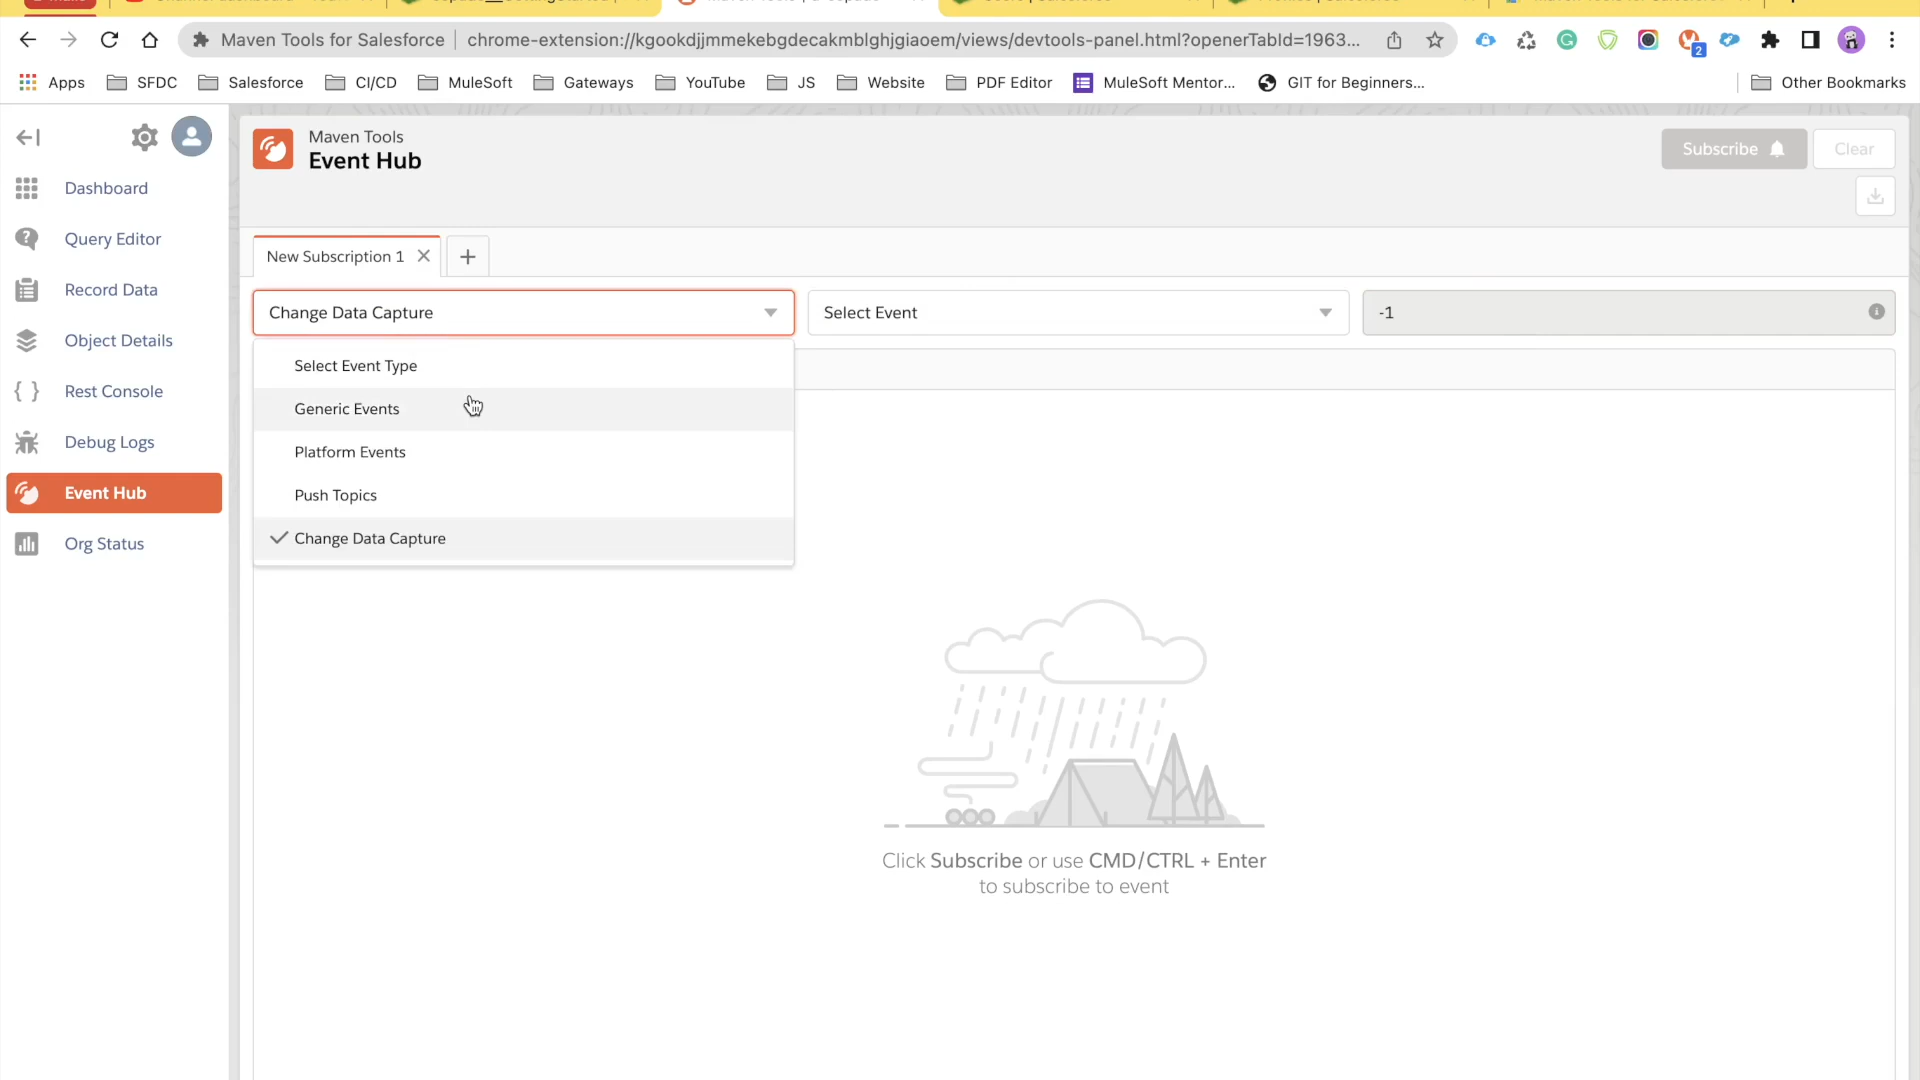 Maven Tools for Salesforce | chrome-extension://kgookdjjmmekebgdecakmblghjgiaoem/views/devtools-panel.html?openerTabId=1963...
2
Apps SFDC Salesforce CI/CD MuleSoft Gateways YouTube JS Website PDF Editor MuleSoft Mentor... GIT for Beginners... Other Bookmarks
Maven Tools
Event Hub
Subscribe
Clear
Dashboard
Query Editor
Record Data
Object Details
Rest Console
Debug Logs
Event Hub
Org Status
New Subscription 1
Change Data Capture
Select Event
-1
Select Event Type
Generic Events
Platform Events
Push Topics
Change Data Capture
Click Subscribe or use CMD/CTRL + Enter
to subscribe to event